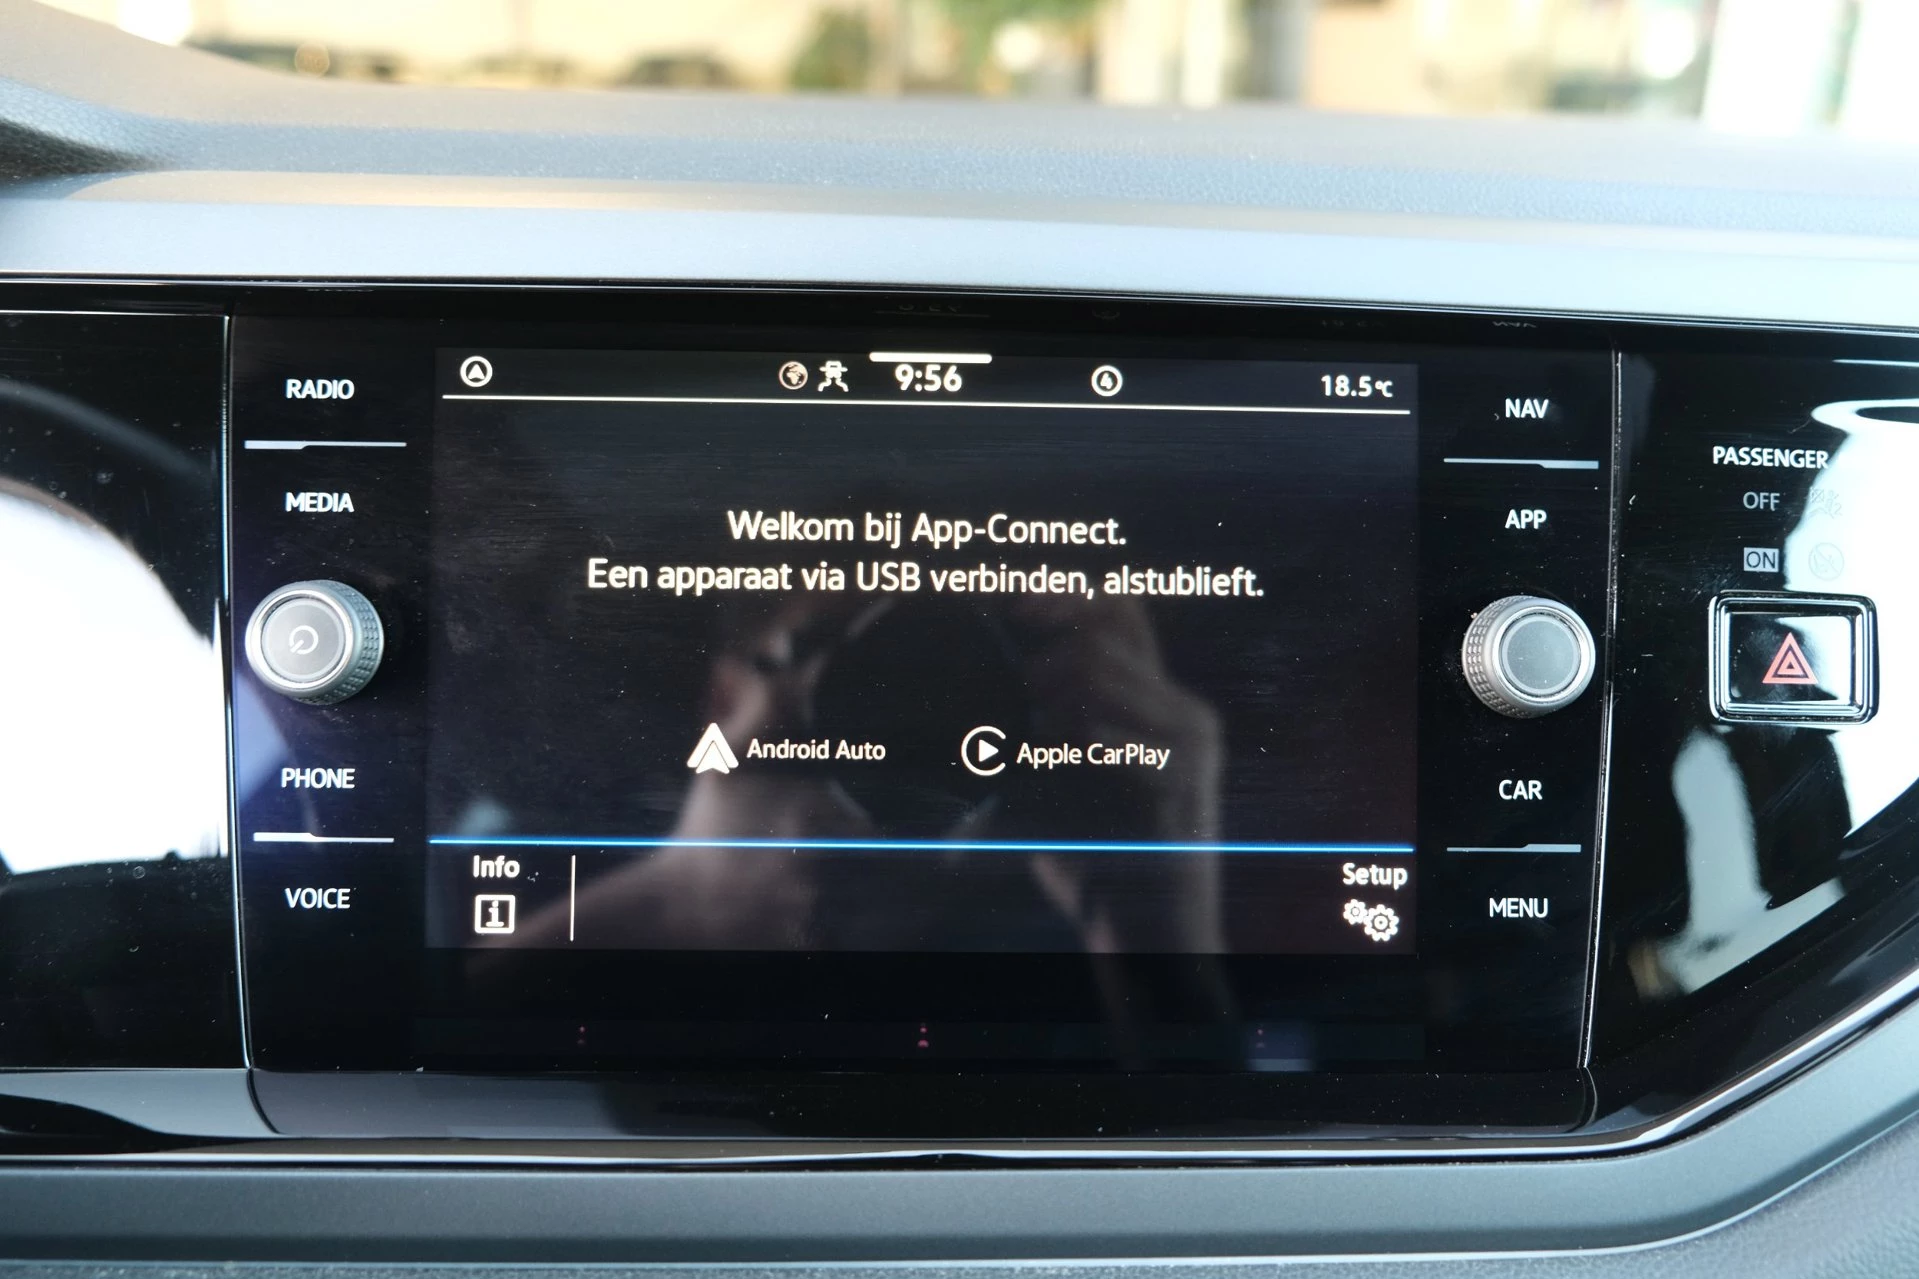 RADIO
MEDIA
PHONE
VOICE
9:56
4
18.5°C
Welkom bij App-Connect.
Een apparaat via USB verbinden, alstublieft.
Android Auto
Apple CarPlay
Info
i
Setup
NAV
APP
CAR
MENU
PASSENGER
OFF
ON